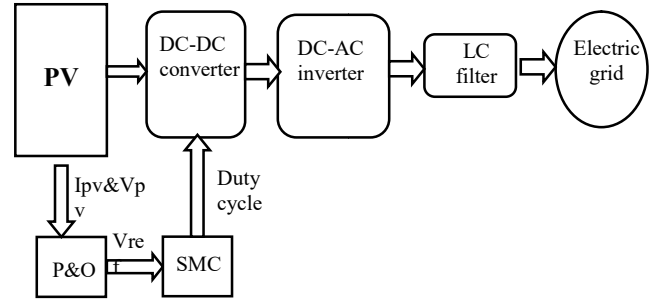 PV
DC-DC
converter
DC-AC
inverter
LC
filter
Electric
grid
Ipv&Vp
v
Duty
cycle
P&O
Vre
f
SMC